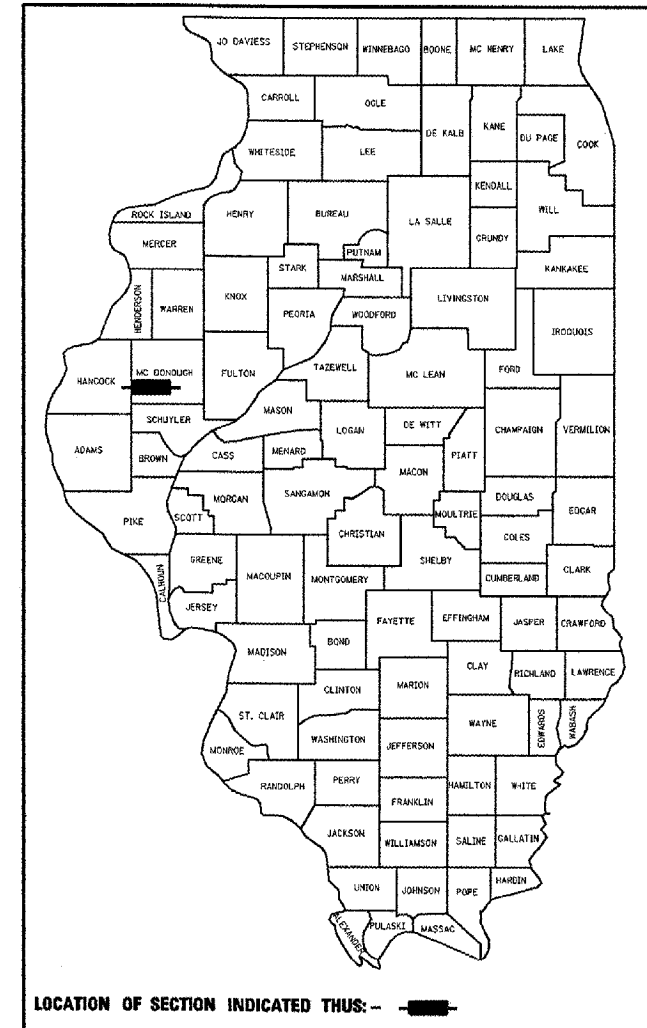 JO DAVIESS STEPHENSON WINNEBAGO BOONE MC HENRY LAKE
CARROLL OGLE DE KALB KANE DU PAGE COOK
WHITESIDE LEE
KENDALL
ROCK ISLAND HENRY BUREAU LA SALLE GRUNDY WILL
MERCER PUTNAM
STARK MARSHALL KANKAKEE
HENDERSON WARREN KNOX PEORIA WOODFORD LIVINGSTON IROQUOIS
HANCOCK MC DONOUGH FULTON TAZEWELL MC LEAN FORD
SCHUYLER MASON LOGAN DE WITT CHAMPAIGN VERMILION
ADAMS BROWN CASS MENARD MACON PIATT
PIKE SCOTT MORGAN SANGAMON MOULTRIE DOUGLAS EDGAR
CHRISTIAN COLES
CALHOUN GREENE MACOUPIN MONTGOMERY SHELBY CUMBERLAND CLARK
JERSEY FAYETTE EFFINGHAM JASPER CRAWFORD
MADISON BOND CLAY RICHLAND LAWRENCE
CLINTON MARION
ST. CLAIR WAYNE EDWARDS WABASH
MONROE WASHINGTON JEFFERSON
RANDOLPH PERRY HAMILTON WHITE
FRANKLIN
JACKSON WILLIAMSON SALINE GALLATIN
UNION JOHNSON POPE HARDIN
ALEXANDER PULASKI MASSAC
LOCATION OF SECTION INDICATED THUS: –